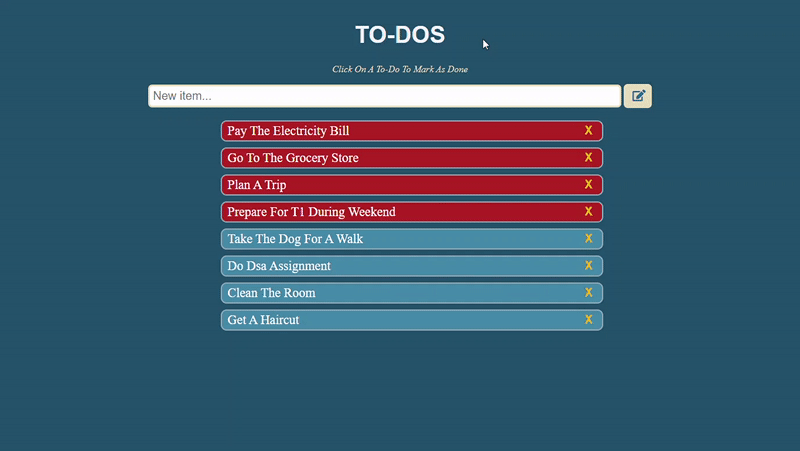 TO-DOS
Click On A To-Do To Mark As Done
New item...
Pay The Electricity Bill X
Go To The Grocery Store X
Plan A Trip X
Prepare For T1 During Weekend X
Take The Dog For A Walk X
Do Dsa Assignment X
Clean The Room X
Get A Haircut X